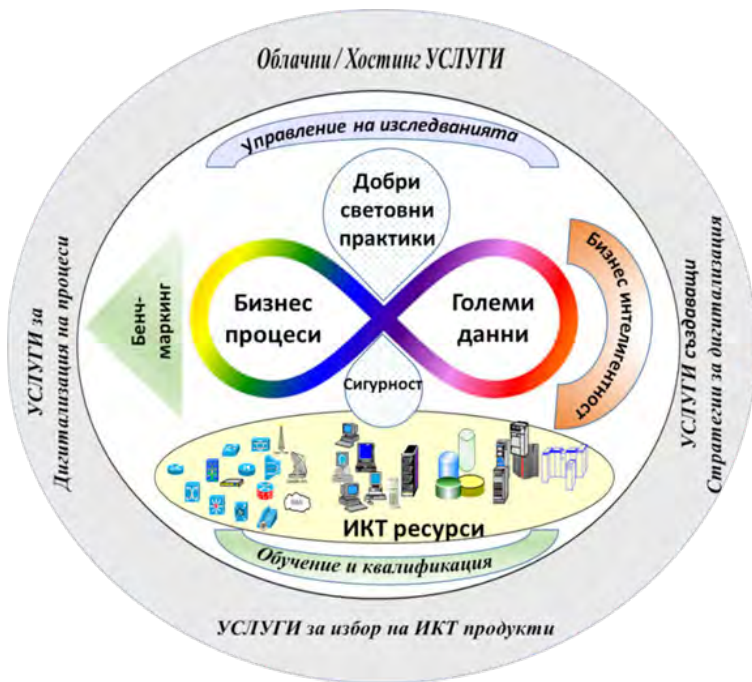 Облачни / Хостинг УСЛУГИ
Управление на изследванията
Добри
световни
практики
Бизнес
процеси
Големи
данни
Бенч-
маркинг
Бизнес интелигентност
Сигурност
УСЛУГИ за
Дигитализация на процеси
УСЛУГИ създаващи
Стратегии за дигитализация
ИКТ ресурси
Обучение и квалификация
УСЛУГИ за избор на ИКТ продукти